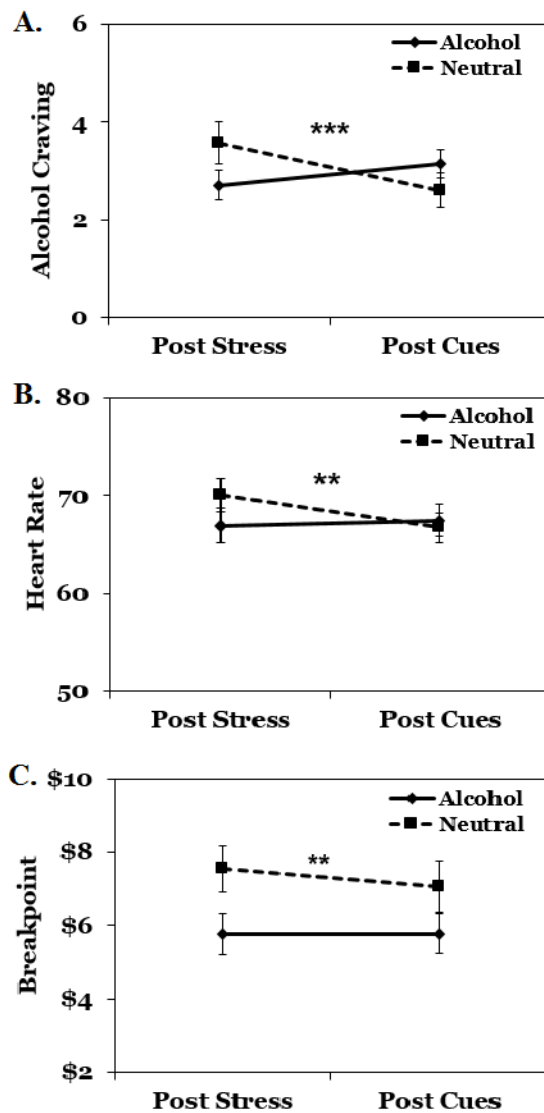 A.
6
Alcohol
Neutral
4
***
2
0
Alcohol Craving
Post Stress Post Cues
B.
80
Alcohol
Neutral
70
**
60
50
Heart Rate
Post Stress Post Cues
C.
$10
Alcohol
Neutral
$8
**
$6
$4
$2
Breakpoint
Post Stress Post Cues